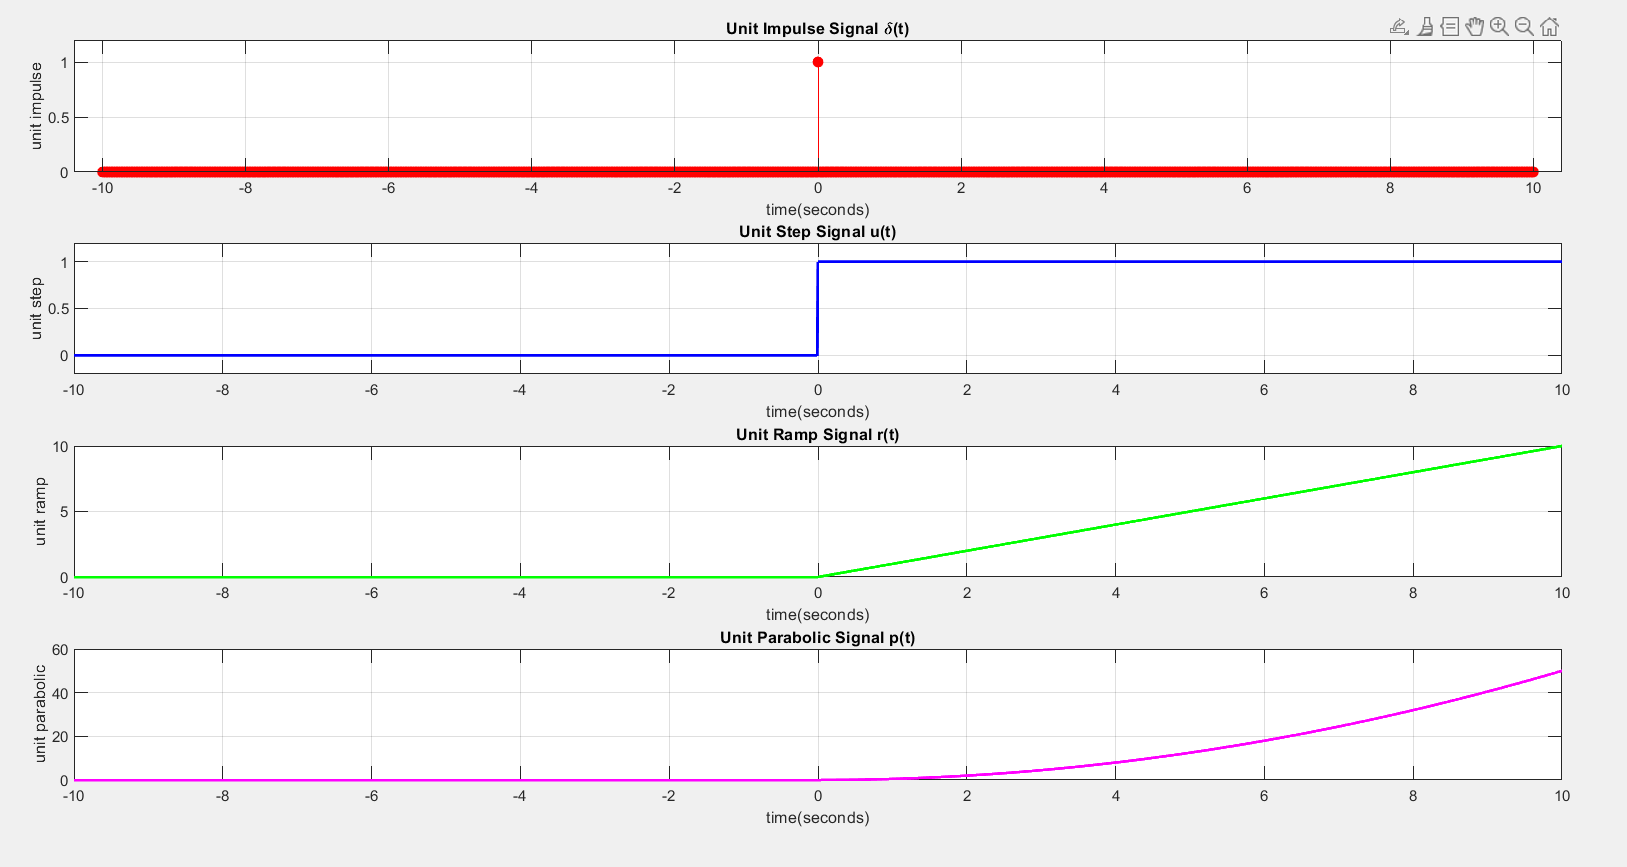 Unit Impulse Signal δ(t)
unit impulse
1
0.5
0
-10 -8 -6 -4 -2 0 2 4 6 8 10
time(seconds)
Unit Step Signal u(t)
unit step
1
0.5
0
-10 -8 -6 -4 -2 0 2 4 6 8 10
time(seconds)
Unit Ramp Signal r(t)
unit ramp
10
5
0
-10 -8 -6 -4 -2 0 2 4 6 8 10
time(seconds)
Unit Parabolic Signal p(t)
unit parabolic
60
40
20
0
-10 -8 -6 -4 -2 0 2 4 6 8 10
time(seconds)